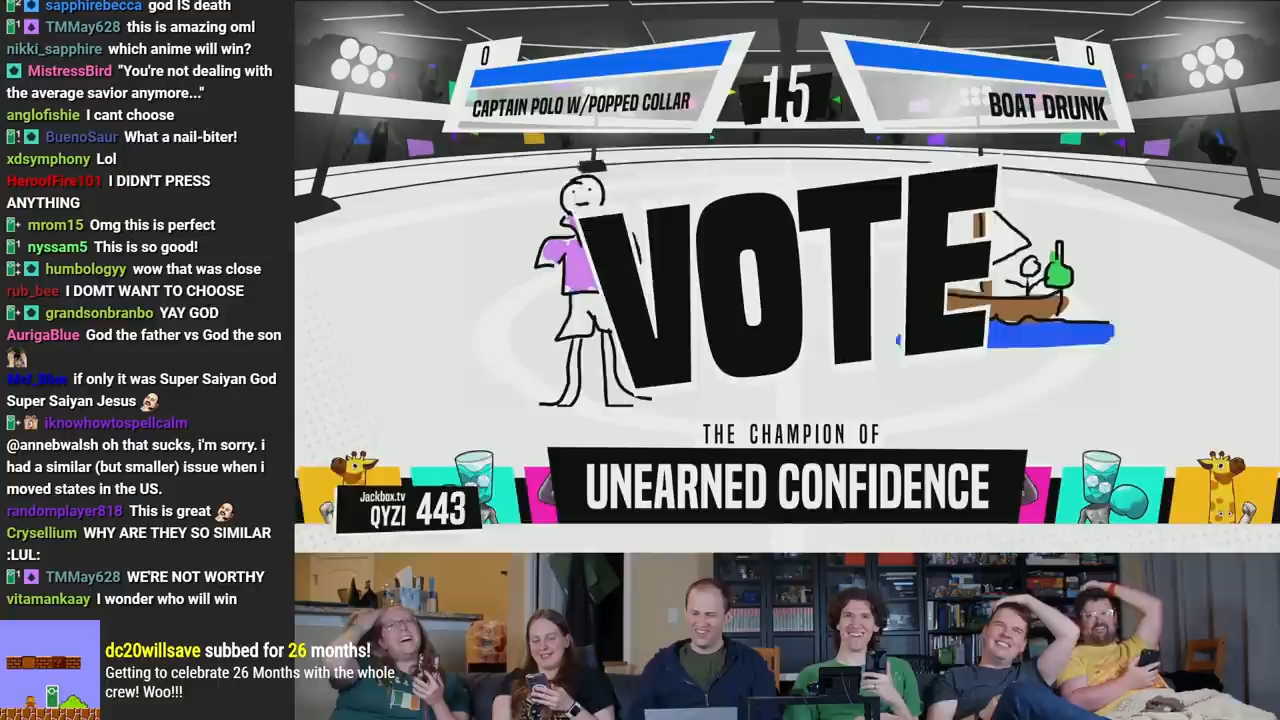 sapphirebecca god IS death
TMMay628 this is amazing oml
nikki_sapphire which anime will win?
MistressBird "You're not dealing with
the average savior anymore..."
anglofishie I cant choose
BuenoSaur What a nail-biter!
xdsymphony Lol
HeroofFire101 I DIDN'T PRESS
ANYTHING
mrom15 Omg this is perfect
nyssam5 This is so good!
humbologyy wow that was close
rub_bee I DOMT WANT TO CHOOSE
grandsonbranbo YAY GOD
AurigaBlue God the father vs God the son
if only it was Super Saiyan God
Super Saiyan Jesus
iknowhowtospellcalm
@annebwalsh oh that sucks, i'm sorry. i
had a similar (but smaller) issue when i
moved states in the US.
randomplayer818 This is great
Crysellium WHY ARE THEY SO SIMILAR
:LUL:
TMMay628 WE'RE NOT WORTHY
vitamankaay I wonder who will win
dc20willsave subbed for 26 months!
Getting to celebrate 26 Months with the whole
crew! Woo!!!
0
CAPTAIN POLO W/POPPED COLLAR
15
0
BOAT DRUNK
VOTE
THE CHAMPION OF
UNEARNED CONFIDENCE
Jackbox.tv
QYZI
443